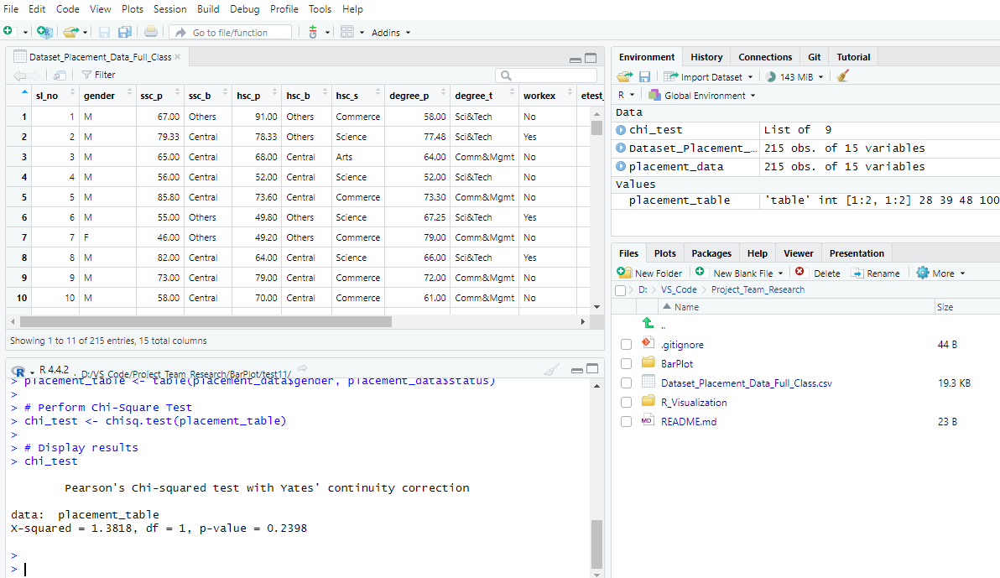 File Edit Code View Plots Session Build Debug Profile Tools Help
Go to file/function Addins
Dataset_Placement_Data_Full_Class
Filter
sl_no gender ssc_p ssc_b hsc_p hsc_b hsc_s degree_p degree_t workex etest_
1 1 M 67.00 Others 91.00 Others Commerce 58.00 Sci&Tech No
2 2 M 79.33 Central 78.33 Others Science 77.48 Sci&Tech Yes
3 3 M 65.00 Central 68.00 Central Arts 64.00 Comm&Mgmt No
4 4 M 56.00 Central 52.00 Central Science 52.00 Sci&Tech No
5 5 M 85.80 Central 73.60 Central Commerce 73.30 Comm&Mgmt No
6 6 M 55.00 Others 49.80 Others Science 67.25 Sci&Tech Yes
7 7 F 46.00 Others 49.20 Others Commerce 79.00 Comm&Mgmt No
8 8 M 82.00 Central 64.00 Central Science 66.00 Sci&Tech Yes
9 9 M 73.00 Central 79.00 Central Commerce 72.00 Comm&Mgmt No
10 10 M 58.00 Central 70.00 Central Commerce 61.00 Comm&Mgmt No
Showing 1 to 11 of 215 entries, 15 total columns
R R 4.4.2 · D:/VS_Code/Project_Team_Research/BarPlot/test11/
> placement_table <- table(placement_data$gender, placement_data$status)
>
> # Perform Chi-Square Test
> chi_test <- chisq.test(placement_table)
>
> # Display results
> chi_test
Pearson's Chi-squared test with Yates' continuity correction
data: placement_table
X-squared = 1.3818, df = 1, p-value = 0.2398
>
>
Environment History Connections Git Tutorial
Import Dataset 143 MiB
R Global Environment
Data
chi_test List of 9
Dataset_Placement_… 215 obs. of 15 variables
placement_data 215 obs. of 15 variables
Values
placement_table 'table' int [1:2, 1:2] 28 39 48 100
Files Plots Packages Help Viewer Presentation
New Folder New Blank File Delete Rename More
D: VS_Code Project_Team_Research
Name Size
..
.gitignore 44 B
BarPlot
Dataset_Placement_Data_Full_Class.csv 19.3 KB
R_Visualization
MD README.md 23 B